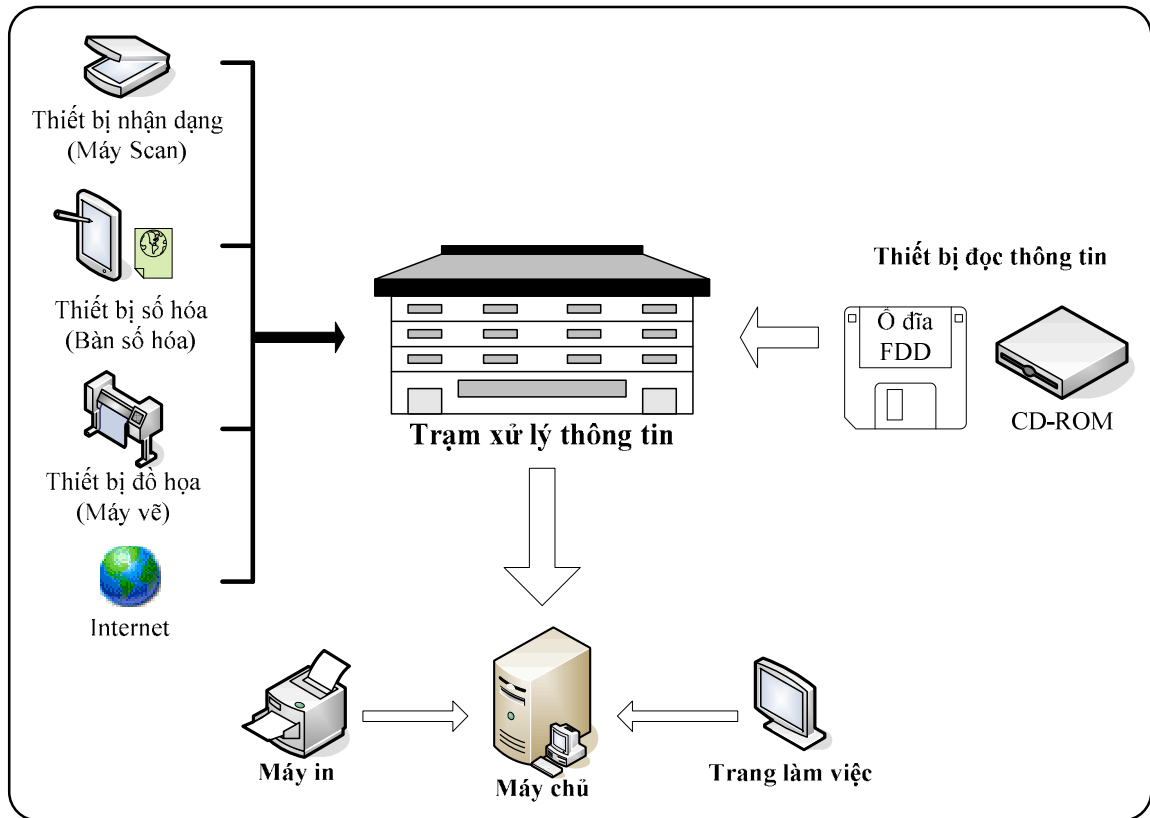 Thiết bị nhận dạng
(Máy Scan)
Thiết bị số hóa
(Bàn số hóa)
Thiết bị đồ họa
(Máy vẽ)
Internet
Trạm xử lý thông tin
Thiết bị đọc thông tin
Ô đĩa
FDD
CD-ROM
Máy in
Máy chủ
Trang làm việc